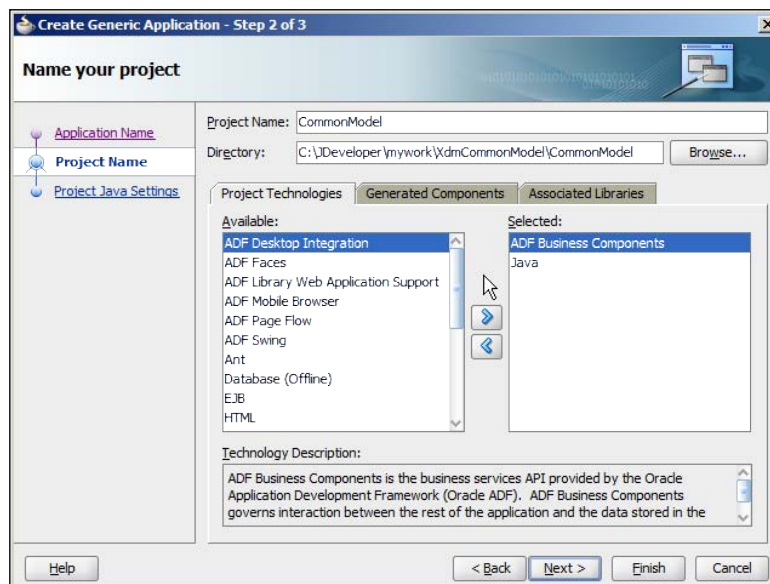 Create Generic Application - Step 2 of 3
Name your project
Application Name
Project Name
Project Java Settings
Project Name: CommonModel
Directory: C:\JDeveloper\mywork\XdmCommonModel\CommonModel Browse...
Project Technologies Generated Components Associated Libraries
Available:
ADF Desktop Integration
ADF Faces
ADF Library Web Application Support
ADF Mobile Browser
ADF Page Flow
ADF Swing
Ant
Database (Offline)
EJB
HTML
Selected:
ADF Business Components
Java
Technology Description:
ADF Business Components is the business services API provided by the Oracle
Application Development Framework (Oracle ADF). ADF Business Components
governs interaction between the rest of the application and the data stored in the
Help < Back Next > Finish Cancel